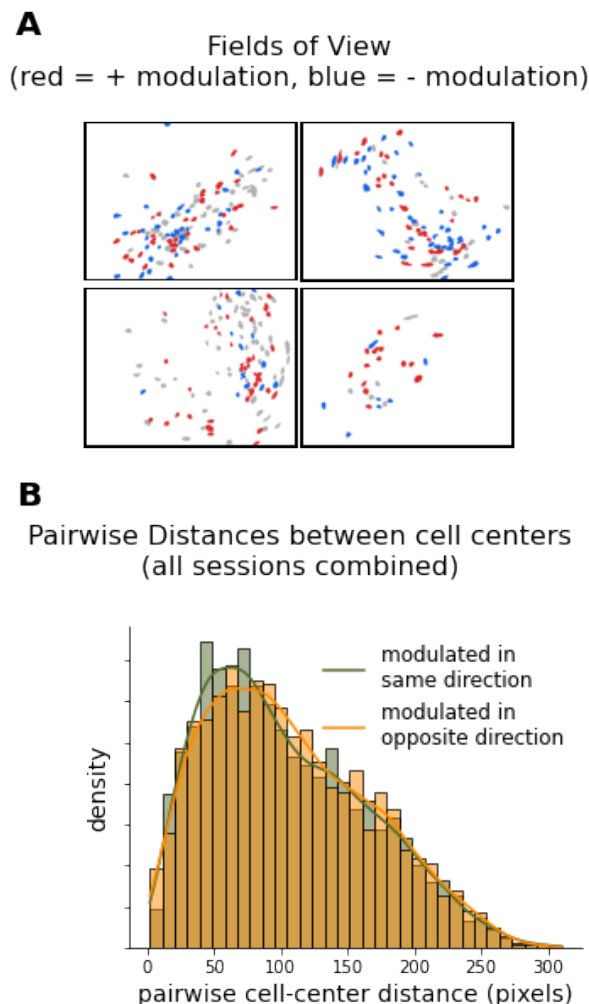 A
Fields of View
(red = + modulation, blue = - modulation)
B
Pairwise Distances between cell centers
(all sessions combined)
modulated in
same direction
modulated in
opposite direction
density
0 50 100 150 200 250 300
pairwise cell-center distance (pixels)